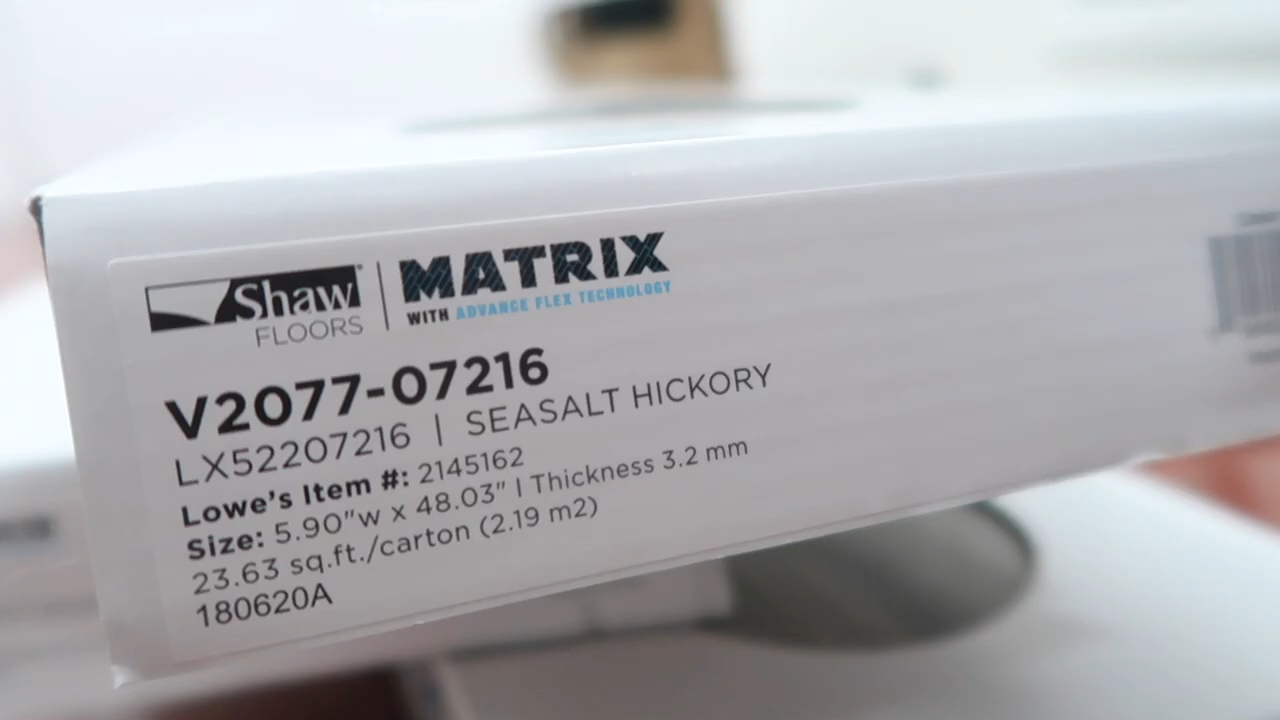 Shaw
FLOORS
MATRIX
WITH ADVANCE FLEX TECHNOLOGY
V2077-07216
LX52207216 | SEASALT HICKORY
Lowe's Item #: 2145162
Size: 5.90"w x 48.03" | Thickness 3.2 mm
23.63 sq.ft./carton (2.19 m2)
180620A